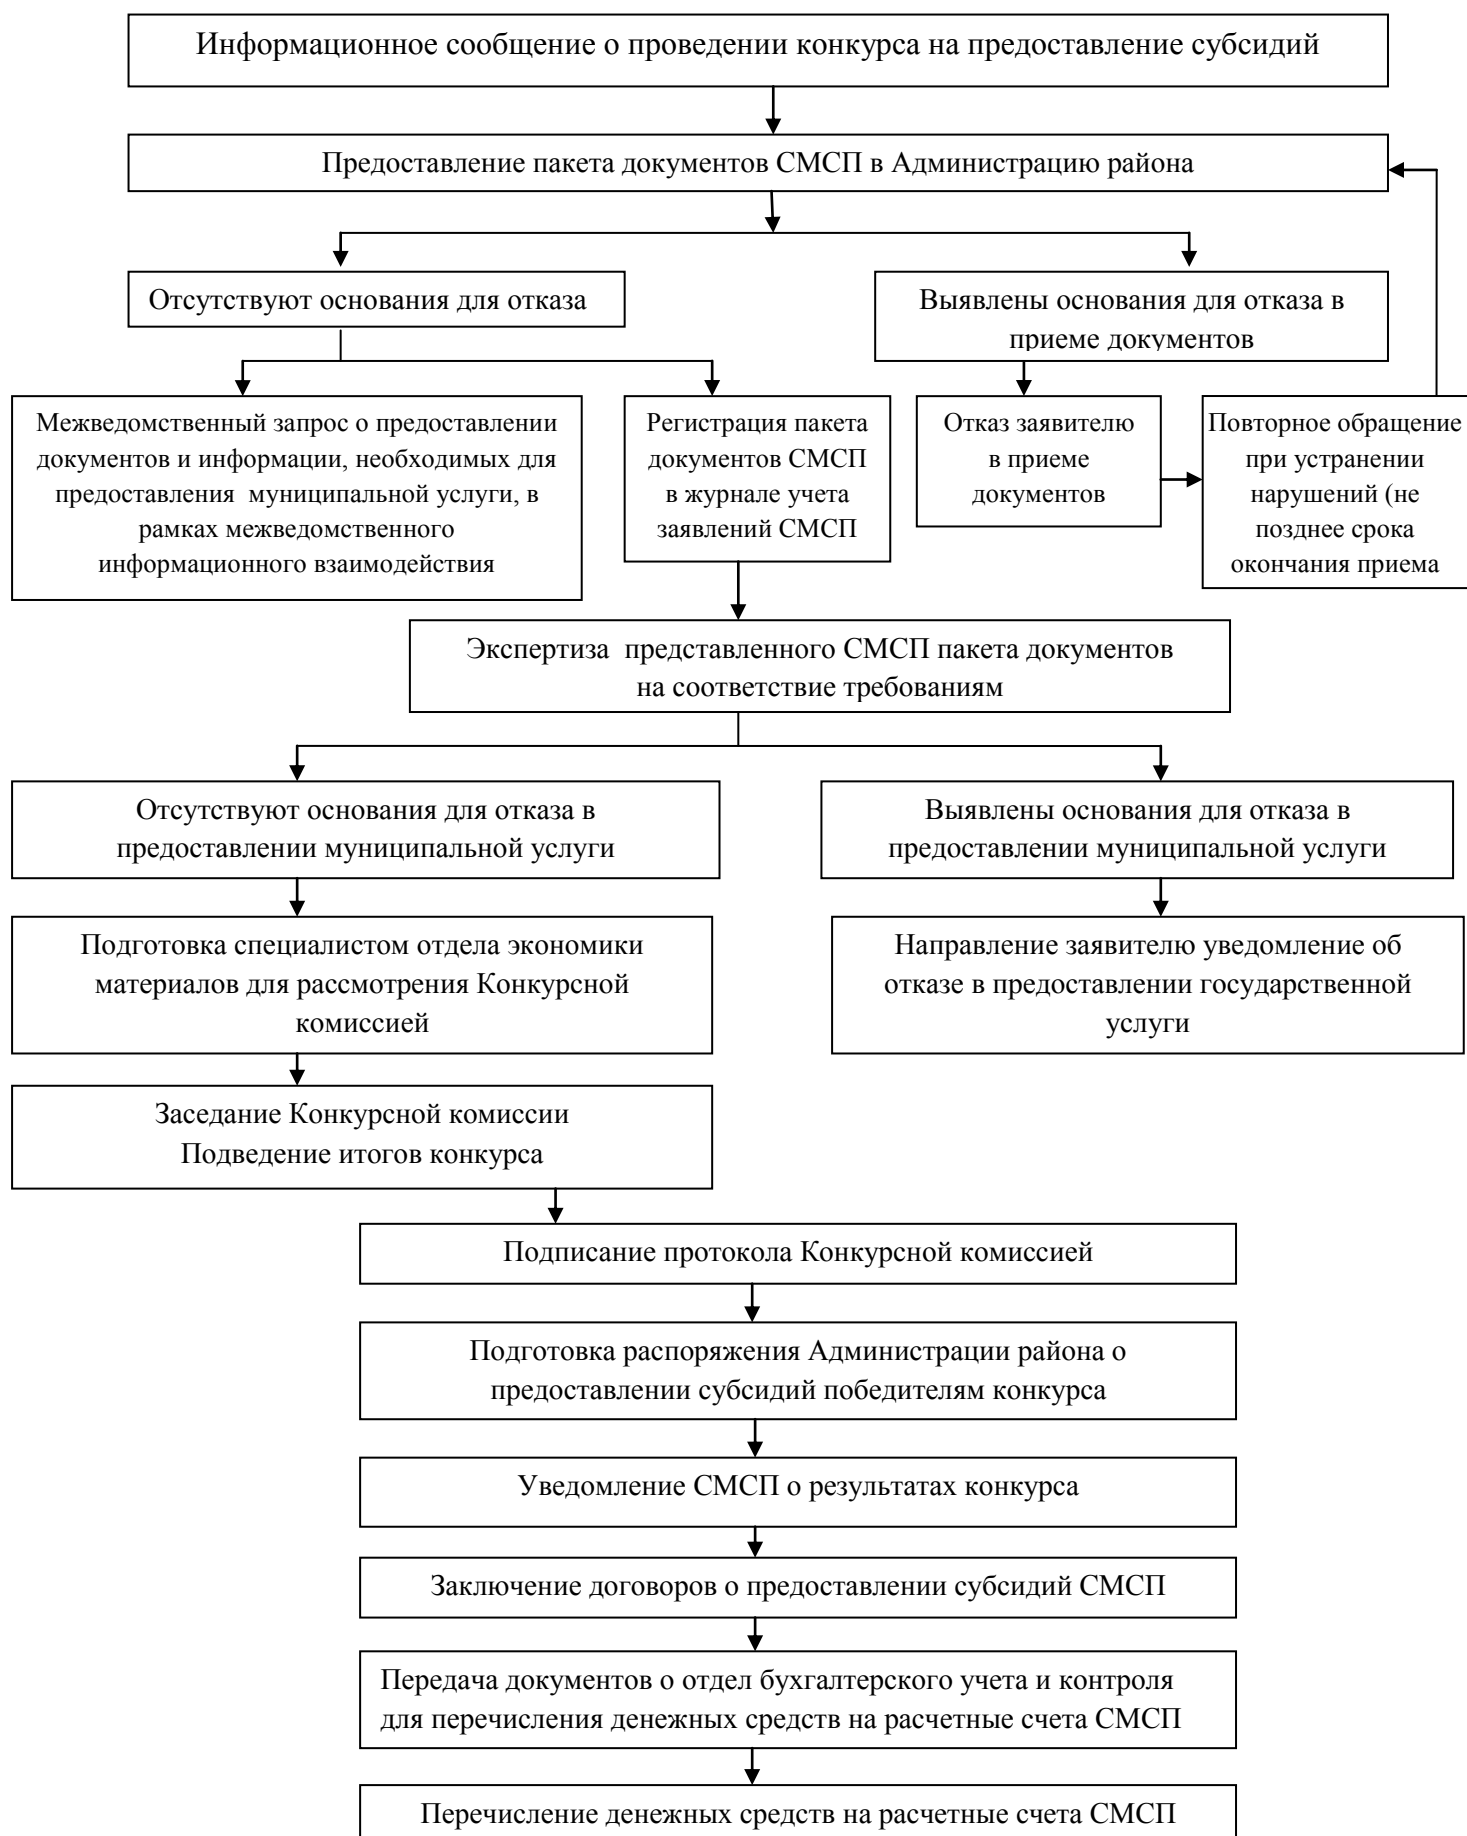 Информационное сообщение о проведении конкурса на предоставление субсидий
Предоставление пакета документов СМСП в Администрацию района
Отсутствуют основания для отказа
Выявлены основания для отказа в
приеме документов
Межведомственный запрос о предоставлении
документов и информации, необходимых для
предоставления муниципальной услуги, в
рамках межведомственного
информационного взаимодействия
Регистрация пакета
документов СМСП
в журнале учета
заявлений СМСП
Отказ заявителю
в приеме
документов
Повторное обращение
при устранении
нарушений (не
позднее срока
окончания приема
Экспертиза представленного СМСП пакета документов
на соответствие требованиям
Отсутствуют основания для отказа в
предоставлении муниципальной услуги
Выявлены основания для отказа в
предоставлении муниципальной услуги
Подготовка специалистом отдела экономики
материалов для рассмотрения Конкурсной
комиссией
Направление заявителю уведомление об
отказе в предоставлении государственной
услуги
Заседание Конкурсной комиссии
Подведение итогов конкурса
Подписание протокола Конкурсной комиссией
Подготовка распоряжения Администрации района о
предоставлении субсидий победителям конкурса
Уведомление СМСП о результатах конкурса
Заключение договоров о предоставлении субсидий СМСП
Передача документов о отдел бухгалтерского учета и контроля
для перечисления денежных средств на расчетные счета СМСП
Перечисление денежных средств на расчетные счета СМСП